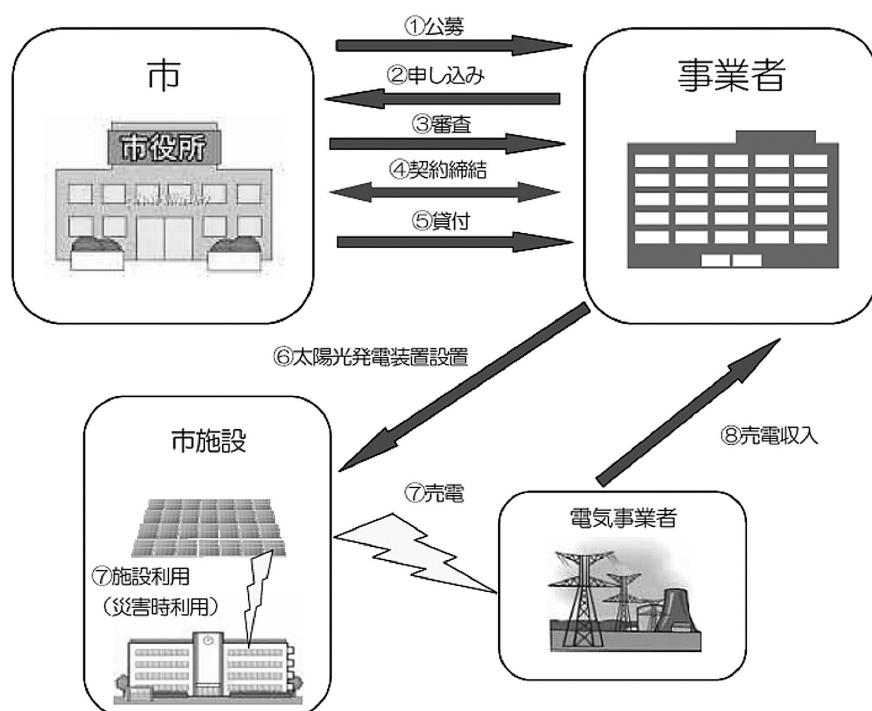 市
市役所
①公募
②申し込み
③審査
④契約締結
⑤貸付
事業者
⑥太陽光発電装置設置
市施設
⑦施設利用
（災害時利用）
⑦売電
電気事業者
⑧売電収入